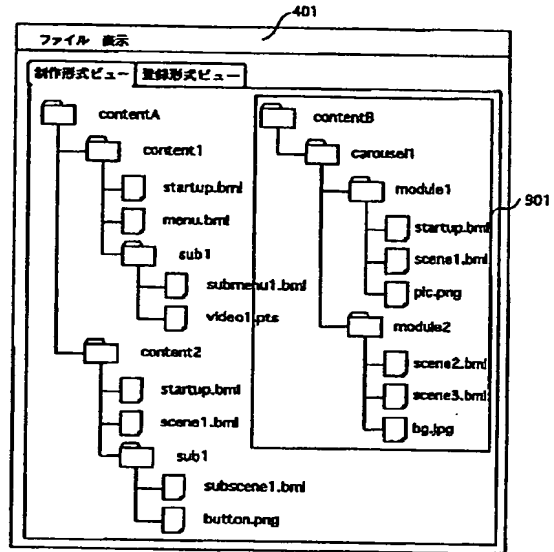 401
ファイル 表示
制作形式ビュー 登録形式ビュー
contentA
content1
startup.bml
menu.bml
sub1
submenu1.bml
video1.pts
content2
startup.bml
scene1.bml
sub1
subscene1.bml
button.png
contentB
carousel1
module1
startup.bml
scene1.bml
pic.png
module2
scene2.bml
scene3.bml
bg.jpg
901